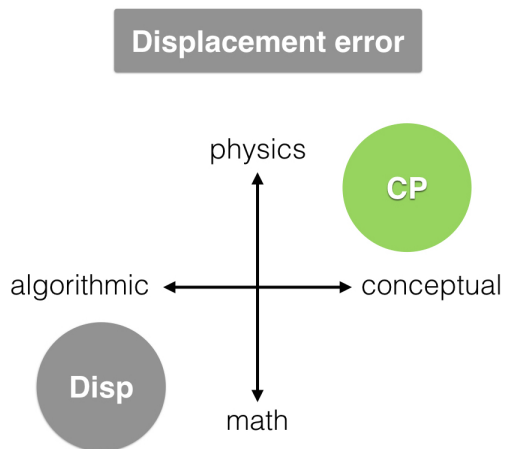 Displacement error
physics
CP
algorithmic
conceptual
Disp
math